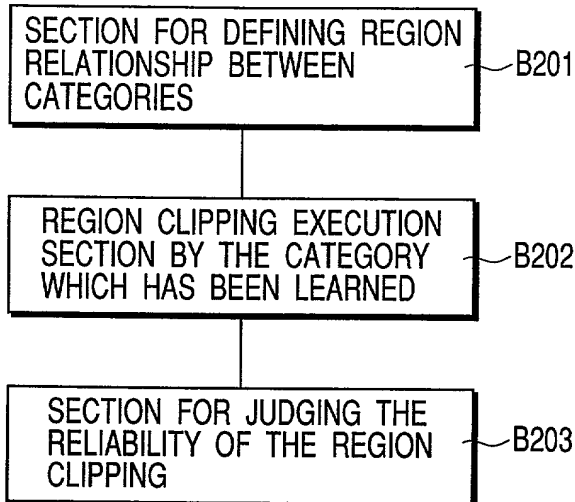 SECTION FOR DEFINING REGION
RELATIONSHIP BETWEEN
CATEGORIES
B201
REGION CLIPPING EXECUTION
SECTION BY THE CATEGORY
WHICH HAS BEEN LEARNED
B202
SECTION FOR JUDGING THE
RELIABILITY OF THE REGION
CLIPPING
B203